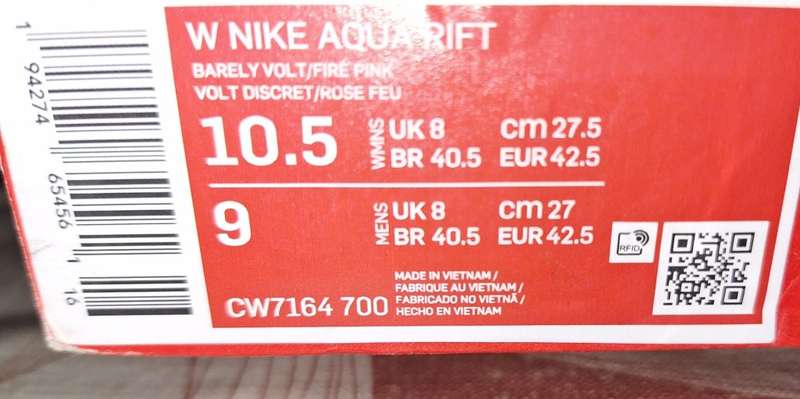 W NIKE AQUA RIFT
BARELY VOLT/FIRE PINK
VOLT DISCRET/ROSE FEU
10.5 WMNS UK 8 cm 27.5
BR 40.5 EUR 42.5
9 MENS UK 8 cm 27
BR 40.5 EUR 42.5
RFID
CW7164 700
MADE IN VIETNAM /
FABRIQUE AU VIETNAM /
FABRICADO NO VIETNÃ /
HECHO EN VIETNAM
1 94274 65456 1
16